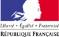 Liberté • Égalité • Fraternité
RÉPUBLIQUE FRANÇAISE